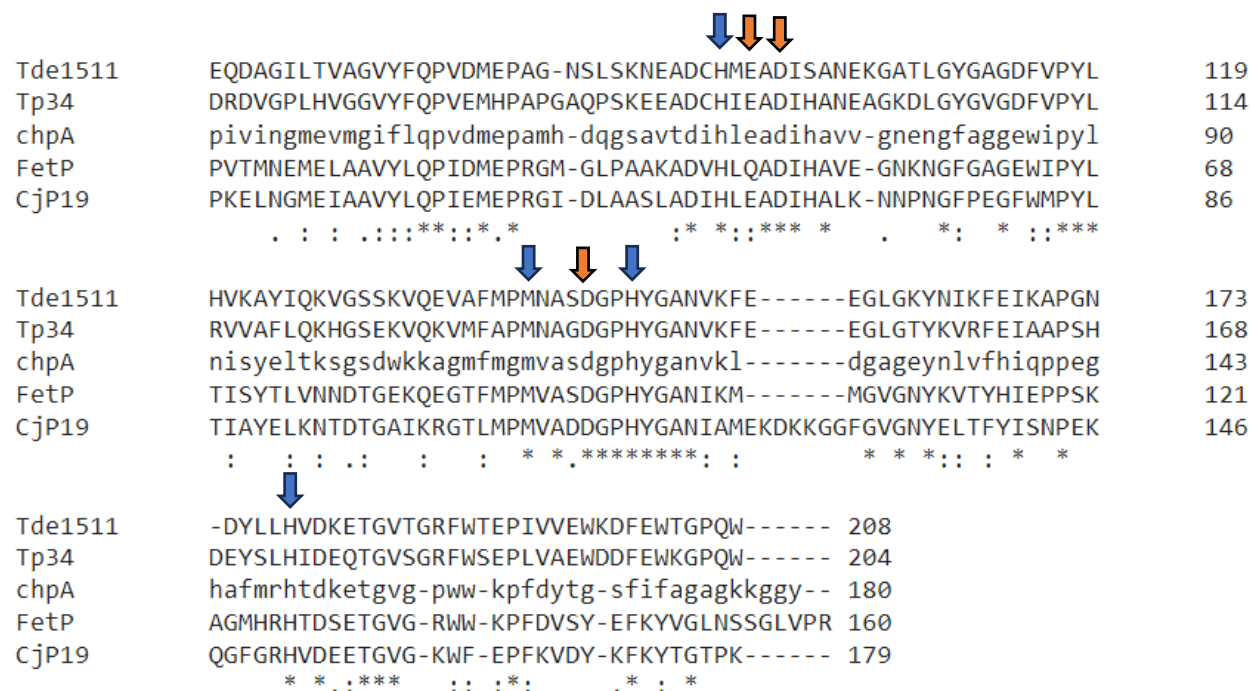 Tde1511 EQDAGILTVAGVYFQPVDMEPAG-NSLSKNEADCHMEADISANEKGATLGYGAGDFVPYL 119
Tp34 DRDVGPLHVGGVYFQPVEMHPAPGAQPSKEEADCHIEADIHANEAGKDLGYGVGDFVPYL 114
chpA pivingmevmgiflqpvdmepamh-dqgsavtdihleadihavv-gnengfaggewipyl 90
FetP PVTMNEMELAAVYLQPIDMEPRGM-GLPAAKADVHLQADIHAVE-GNKNGFGAGEWIPYL 68
CjP19 PKELNGMEIAAVYLQPIEMEPRGI-DLAASLADIHLEADIHALK-NNPNGFPEGFWMPYL 86
. : : .:::**::*.* :* *::*** * . *: * ::***
Tde1511 HVKAYIQKVGSSKVQEVAFMPMNASDGPHYGANVKFE------EGLGKYNIKFEIKAPGN 173
Tp34 RVVAFLQKHGSEKVQKVMFAPMNAGDGPHYGANVKFE------EGLGTYKVRFEIAAPSH 168
chpA nisyeltksgsdwkkagmfmgmvasdgphyganvkl-------dgageynlvfhiqppeg 143
FetP TISYTLVNNDTGEKQEGTFMPMVASDGPHYGANIKM-------MGVGNYKVTYHIEPPSK 121
CjP19 TIAYELKNTDTGAIKRGTLMPMVADDGPHYGANIAMEKDKKGGFGVGNYELTFYISNPEK 146
: : : .: : : * *.********: : * * *:: : * *
Tde1511 -DYLLHVDKETGVTGRFWTEPIVVEWKDFEWTGPQW------ 208
Tp34 DEYSLHIDEQTGVSGRFWSEPLVAEWDDFEWKGPQW------ 204
chpA hafmrhtdketgvg-pww-kpfdytg-sfifagagkkggy-- 180
FetP AGMHRHTDSETGVG-RWW-KPFDVSY-EFKYVGLNSSGLVPR 160
CjP19 QGFGRHVDEETGVG-KWF-EPFKVDY-KFKYTGTPK------ 179
* *.:*** :: :*: .* : *